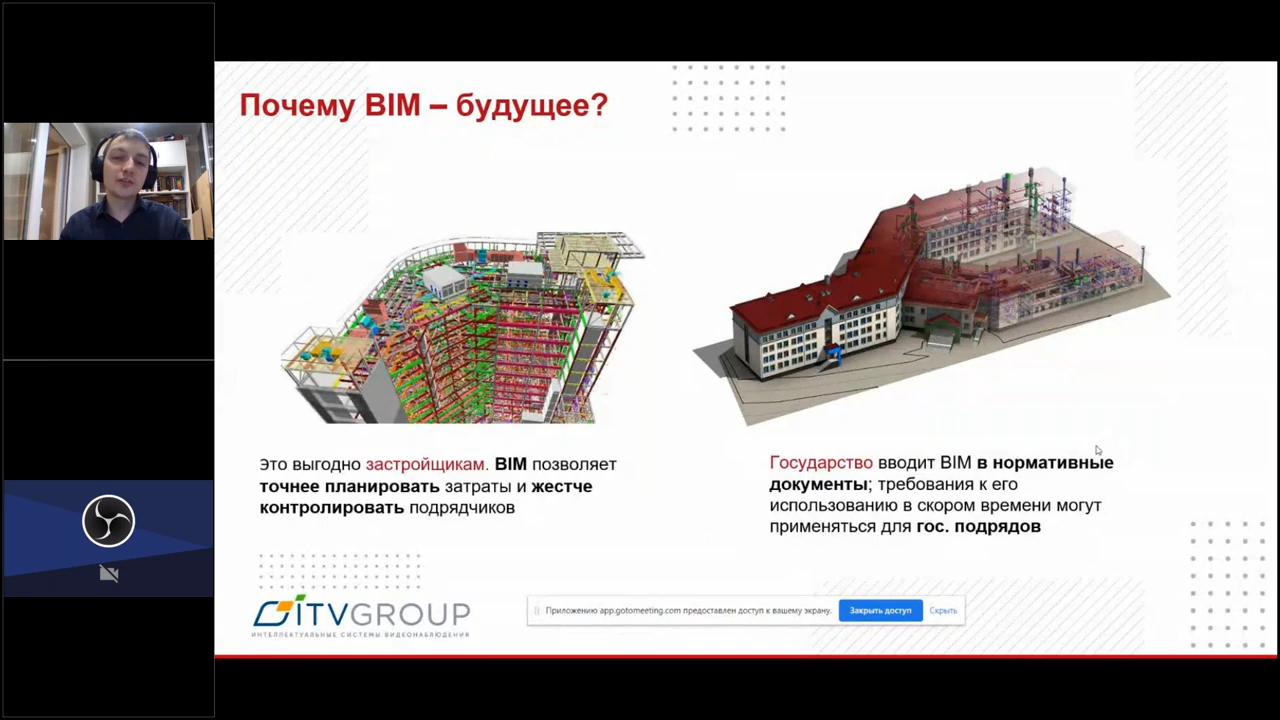 Почему BIM – будущее?
Это выгодно застройщикам. BIM позволяет
точнее планировать затраты и жестче
контролировать подрядчиков
Государство вводит BIM в нормативные
документы; требования к его
использованию в скором времени могут
применяться для гос. подрядов
ITVGROUP
ИНТЕЛЛЕКТУАЛЬНЫЕ СИСТЕМЫ ВИДЕОНАБЛЮДЕНИЯ
Приложению app.gotomeeting.com предоставлен доступ к вашему экрану. Закрыть доступ Скрыть